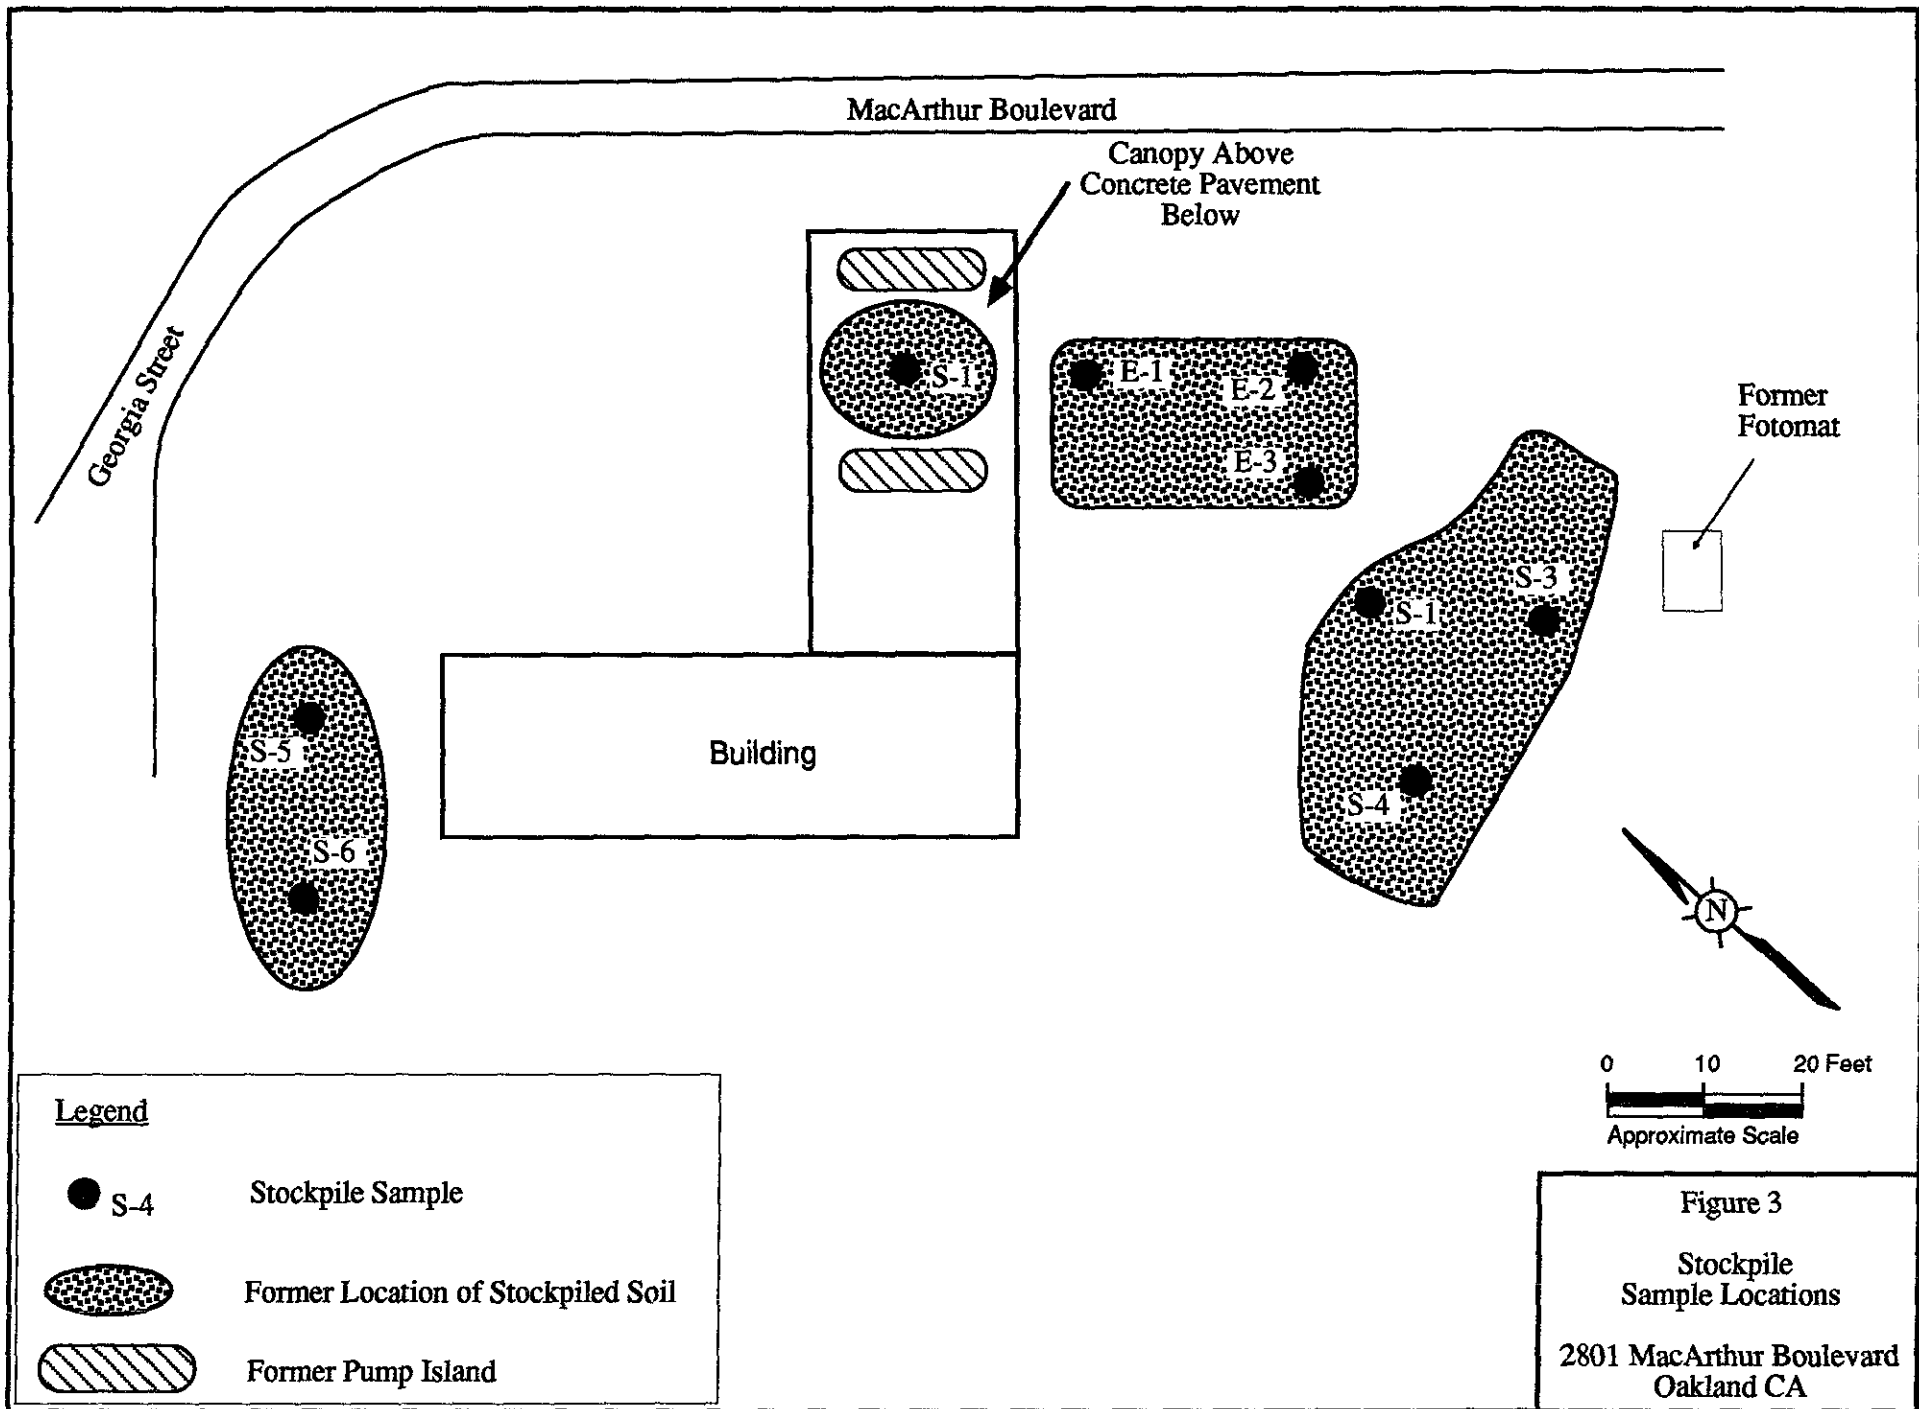 MacArthur Boulevard
Canopy Above
Concrete Pavement
Below
Georgia Street
S-1
E-1
E-2
E-3
Former
Fotomat
S-3
S-1
S-4
S-5
S-6
Building
N
0 10 20 Feet
Approximate Scale
Legend
S-4 Stockpile Sample
Former Location of Stockpiled Soil
Former Pump Island
Figure 3
Stockpile
Sample Locations
2801 MacArthur Boulevard
Oakland CA